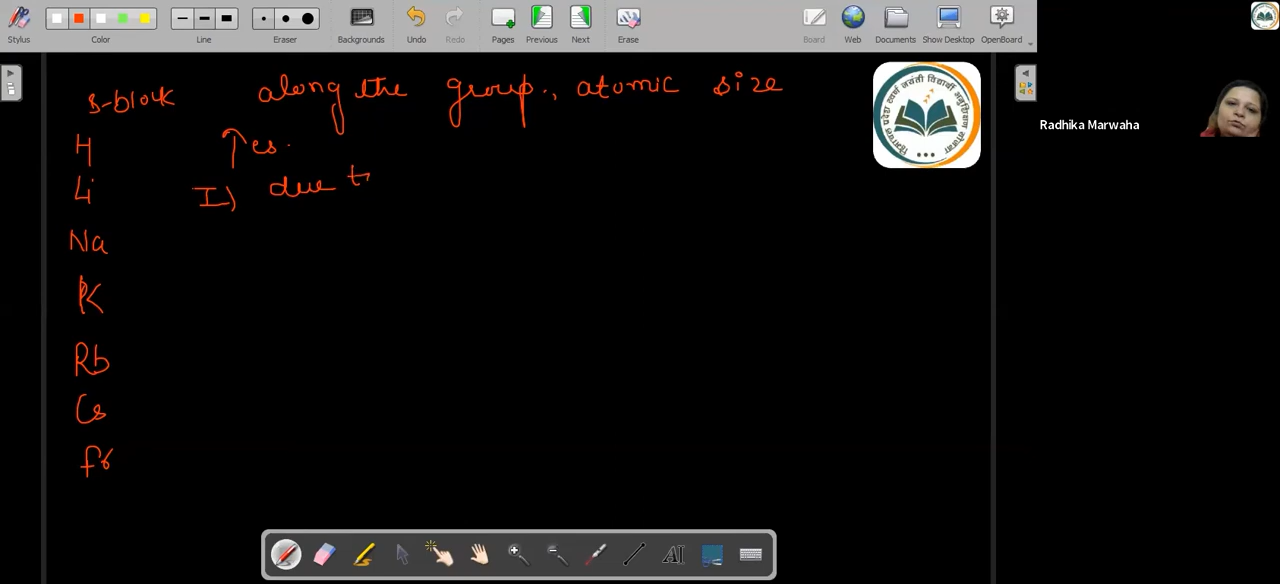 Stylus
Color
Line
Eraser
Backgrounds
Undo
Redo
Pages
Previous
Next
Erase
Board
Web
Documents
Show Desktop
OpenBoard
s-block
along the group, atomic size
↑es.
H
Li
Na
K
Rb
Cs
fr
I) due t
Radhika Marwaha